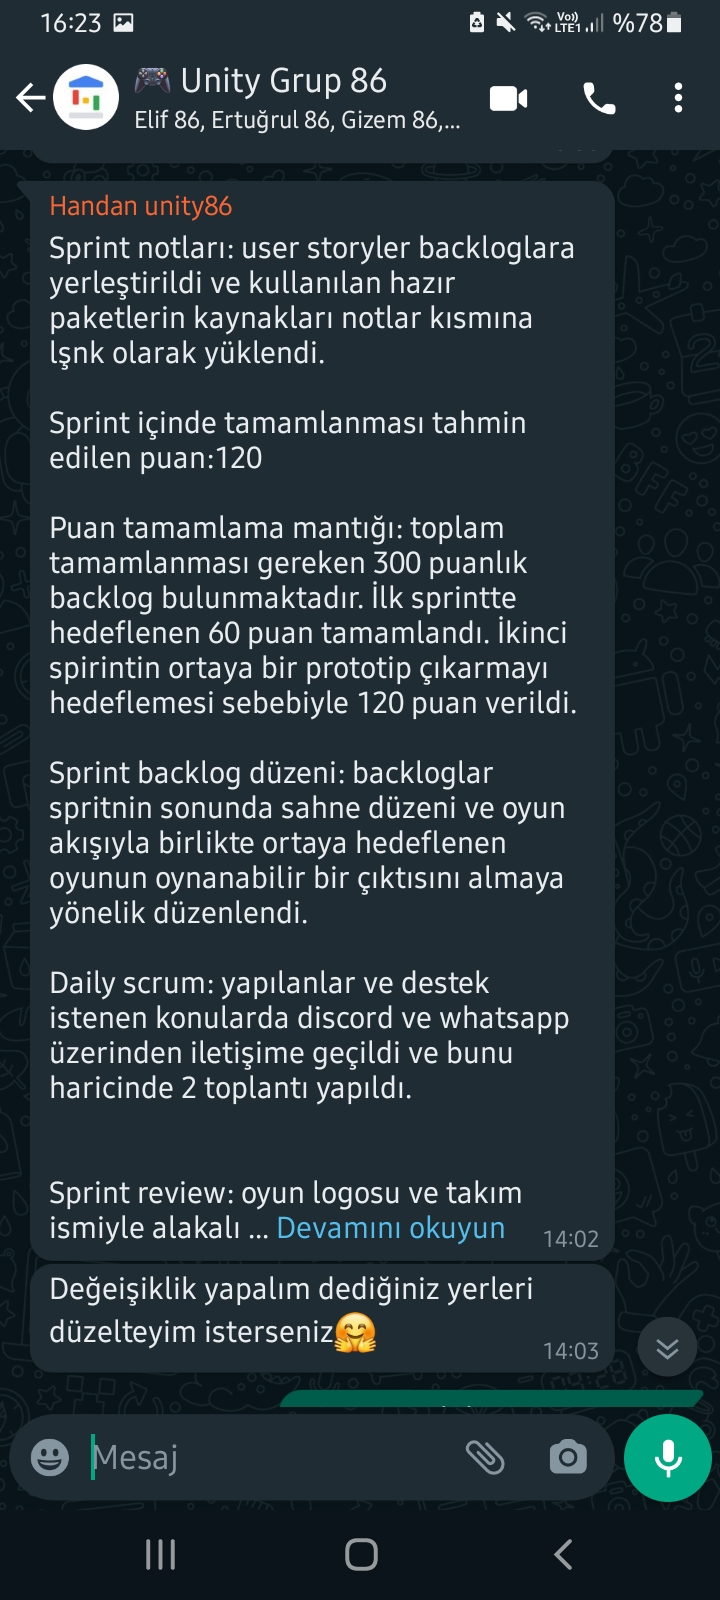 16:23
Vo))
LTE1
%78
🎮 Unity Grup 86
Elif 86, Ertuğrul 86, Gizem 86,...
Handan unity86
Sprint notları: user storyler backloglara
yerleştirildi ve kullanılan hazır
paketlerin kaynakları notlar kısmına
lşnk olarak yüklendi.
Sprint içinde tamamlanması tahmin
edilen puan:120
Puan tamamlama mantığı: toplam
tamamlanması gereken 300 puanlık
backlog bulunmaktadır. İlk sprintte
hedeflenen 60 puan tamamlandı. İkinci
spirintin ortaya bir prototip çıkarmayı
hedeflemesi sebebiyle 120 puan verildi.
Sprint backlog düzeni: backloglar
spritnin sonunda sahne düzeni ve oyun
akışıyla birlikte ortaya hedeflenen
oyunun oynanabilir bir çıktısını almaya
yönelik düzenlendi.
Daily scrum: yapılanlar ve destek
istenen konularda discord ve whatsapp
üzerinden iletişime geçildi ve bunu
haricinde 2 toplantı yapıldı.
Sprint review: oyun logosu ve takım
ismiyle alakalı ... Devamını okuyun
14:02
Değeişiklik yapalım dediğiniz yerleri
düzelteyim isterseniz🤗
14:03
Mesaj